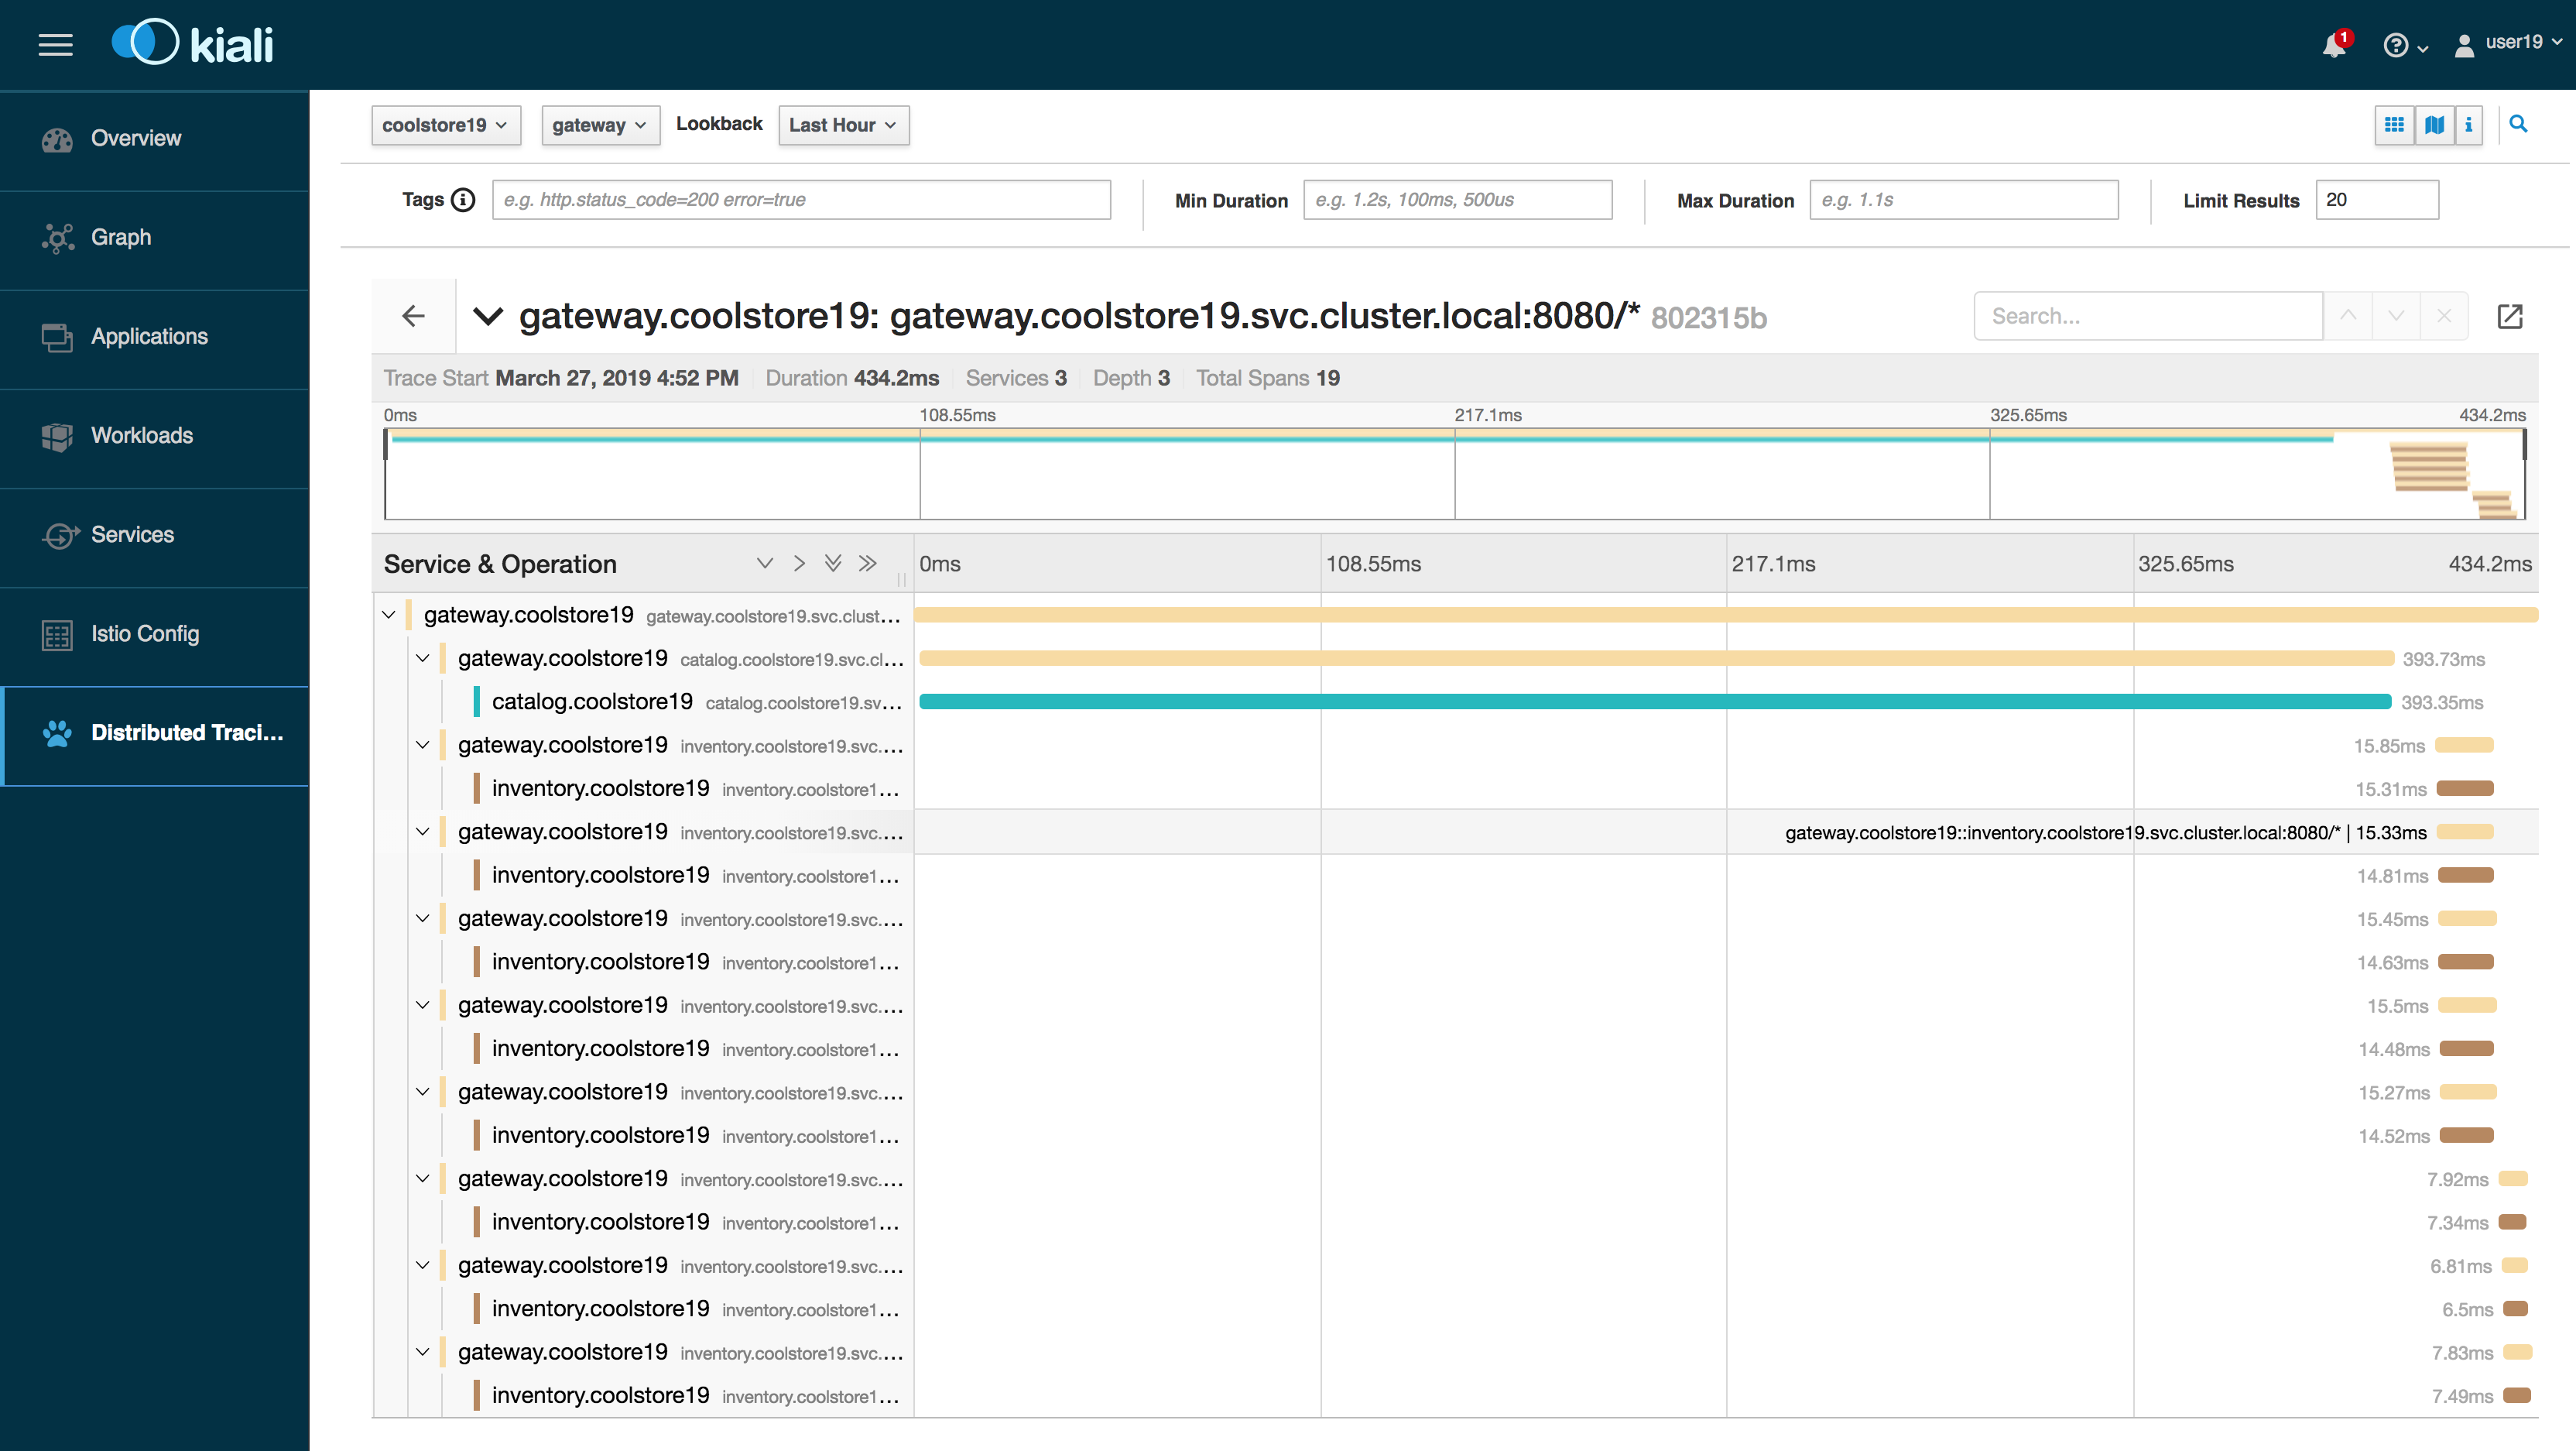 kiali
1
user19
Overview
Graph
Applications
Workloads
Services
Istio Config
Distributed Traci...
coolstore19 gateway Lookback Last Hour
Tags e.g. http.status_code=200 error=true Min Duration e.g. 1.2s, 100ms, 500us Max Duration e.g. 1.1s Limit Results 20
gateway.coolstore19: gateway.coolstore19.svc.cluster.local:8080/* 802315b Search...
Trace Start March 27, 2019 4:52 PM Duration 434.2ms Services 3 Depth 3 Total Spans 19
0ms 108.55ms 217.1ms 325.65ms 434.2ms
Service & Operation 0ms 108.55ms 217.1ms 325.65ms 434.2ms
gateway.coolstore19 gateway.coolstore19.svc.clust...
gateway.coolstore19 catalog.coolstore19.svc.cl... 393.73ms
catalog.coolstore19 catalog.coolstore19.sv... 393.35ms
gateway.coolstore19 inventory.coolstore19.svc.... 15.85ms
inventory.coolstore19 inventory.coolstore1... 15.31ms
gateway.coolstore19 inventory.coolstore19.svc.... gateway.coolstore19::inventory.coolstore19.svc.cluster.local:8080/* | 15.33ms
inventory.coolstore19 inventory.coolstore1... 14.81ms
gateway.coolstore19 inventory.coolstore19.svc.... 15.45ms
inventory.coolstore19 inventory.coolstore1... 14.63ms
gateway.coolstore19 inventory.coolstore19.svc.... 15.5ms
inventory.coolstore19 inventory.coolstore1... 14.48ms
gateway.coolstore19 inventory.coolstore19.svc.... 15.27ms
inventory.coolstore19 inventory.coolstore1... 14.52ms
gateway.coolstore19 inventory.coolstore19.svc.... 7.92ms
inventory.coolstore19 inventory.coolstore1... 7.34ms
gateway.coolstore19 inventory.coolstore19.svc.... 6.81ms
inventory.coolstore19 inventory.coolstore1... 6.5ms
gateway.coolstore19 inventory.coolstore19.svc.... 7.83ms
inventory.coolstore19 inventory.coolstore1... 7.49ms